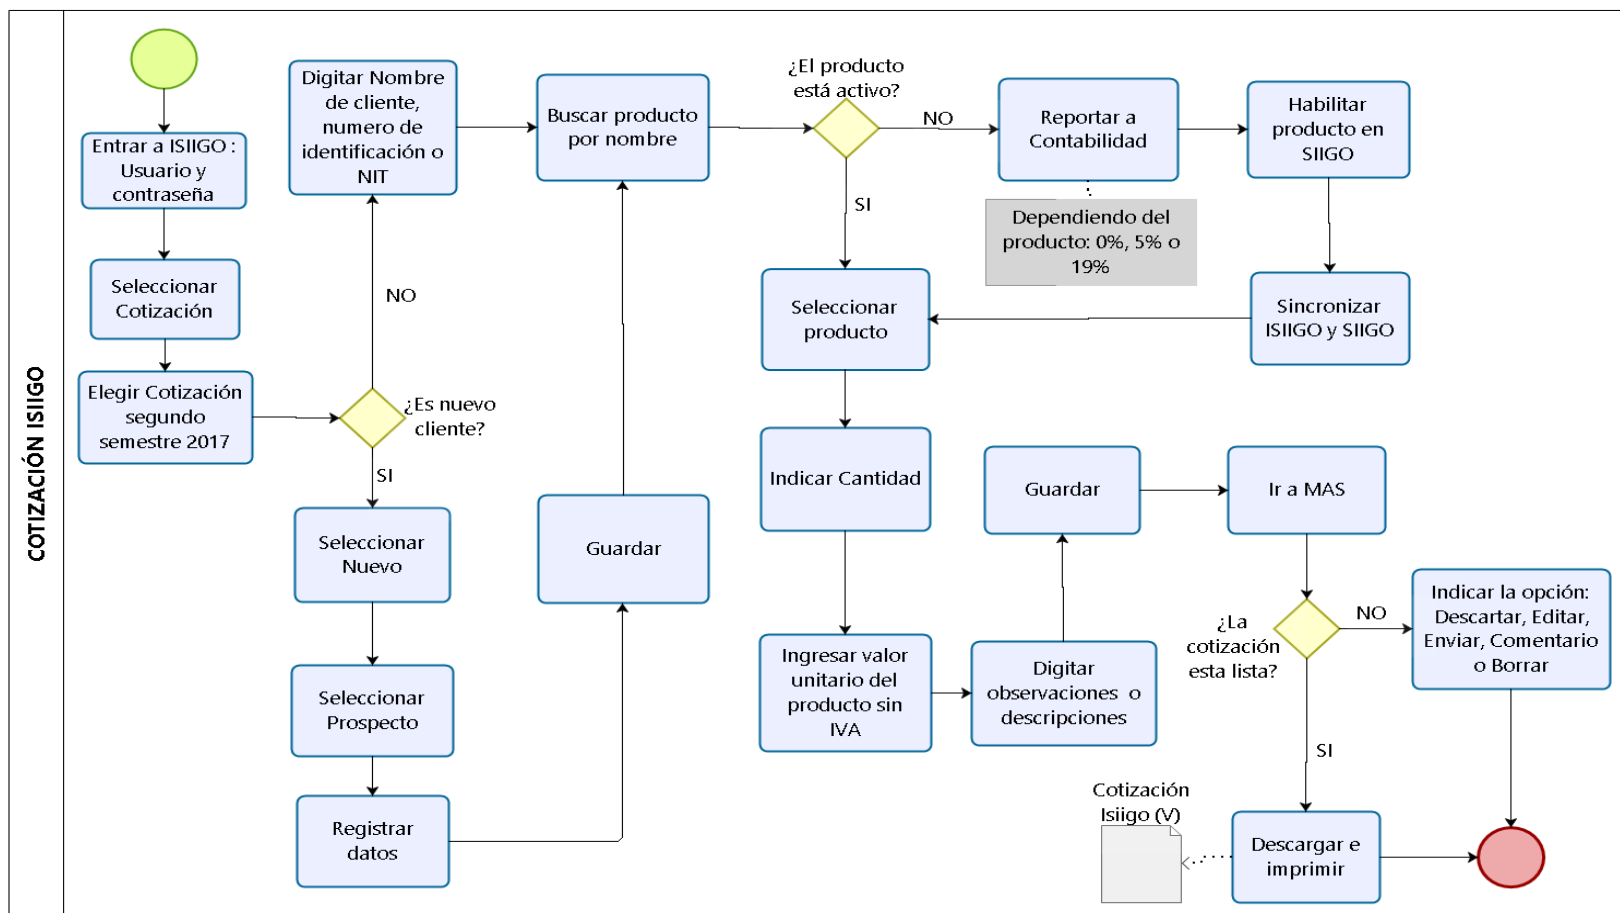 COTIZACIÓN ISIIGO
Entrar a ISIIGO :
Usuario y
contraseña
Seleccionar
Cotización
Elegir Cotización
segundo
semestre 2017
¿Es nuevo
cliente?
NO
SI
Digitar Nombre
de cliente,
numero de
identificación o
NIT
Seleccionar
Nuevo
Seleccionar
Prospecto
Registrar
datos
Guardar
Buscar producto
por nombre
¿El producto
está activo?
NO
SI
Reportar a
Contabilidad
Dependiendo del
producto: 0%, 5% o
19%
Habilitar
producto en
SIIGO
Sincronizar
ISIIGO y SIIGO
Seleccionar
producto
Indicar Cantidad
Ingresar valor
unitario del
producto sin
IVA
Digitar
observaciones o
descripciones
Guardar
Ir a MAS
¿La
cotización
esta lista?
NO
SI
Indicar la opción:
Descartar, Editar,
Enviar, Comentario
o Borrar
Descargar e
imprimir
Cotización
Isiigo (V)